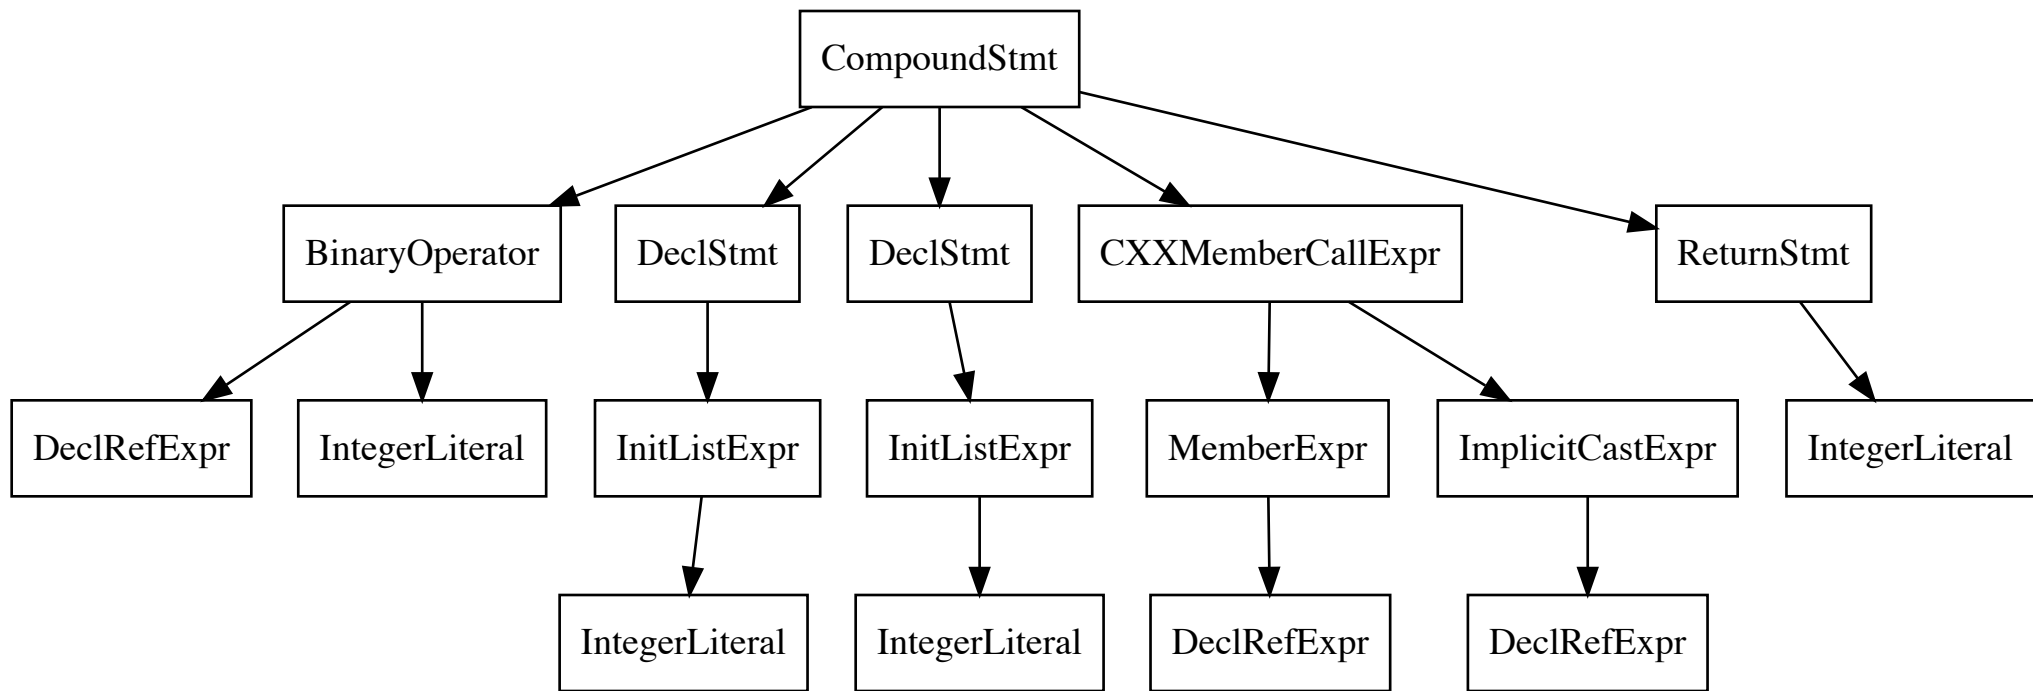 CompoundStmt
BinaryOperator
DeclStmt
DeclStmt
CXXMemberCallExpr
ReturnStmt
DeclRefExpr
IntegerLiteral
InitListExpr
InitListExpr
MemberExpr
ImplicitCastExpr
IntegerLiteral
IntegerLiteral
IntegerLiteral
DeclRefExpr
DeclRefExpr